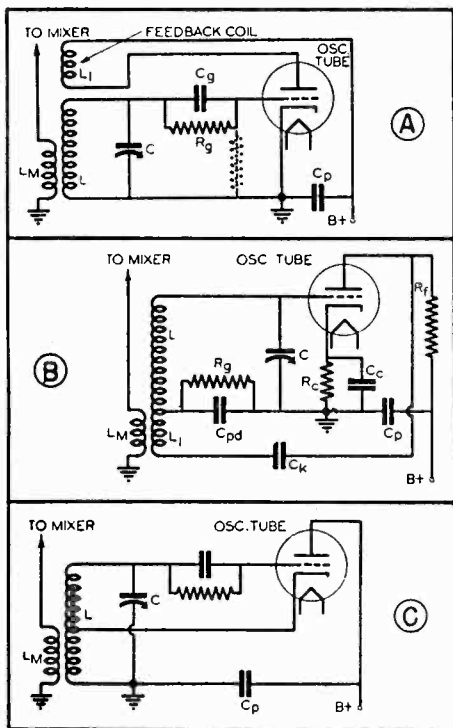 TO MIXER
FEEDBACK COIL
OSC. TUBE
L1
Cg
Rg
C
LM
L
Cp
B+
A
TO MIXER
OSC. TUBE
Rf
L
C
B
Rg
Rc
Cc
LM
L1
Cpd
Cp
Ck
B+
TO MIXER
OSC. TUBE
C
L
LM
Cp
B+
C